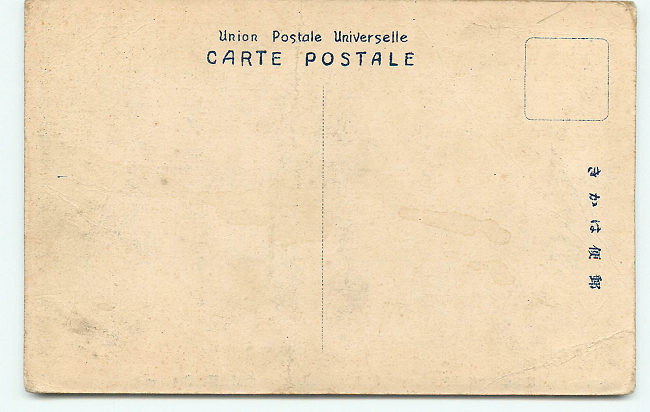 Union Postale Universelle
CARTE POSTALE
郵便はかき